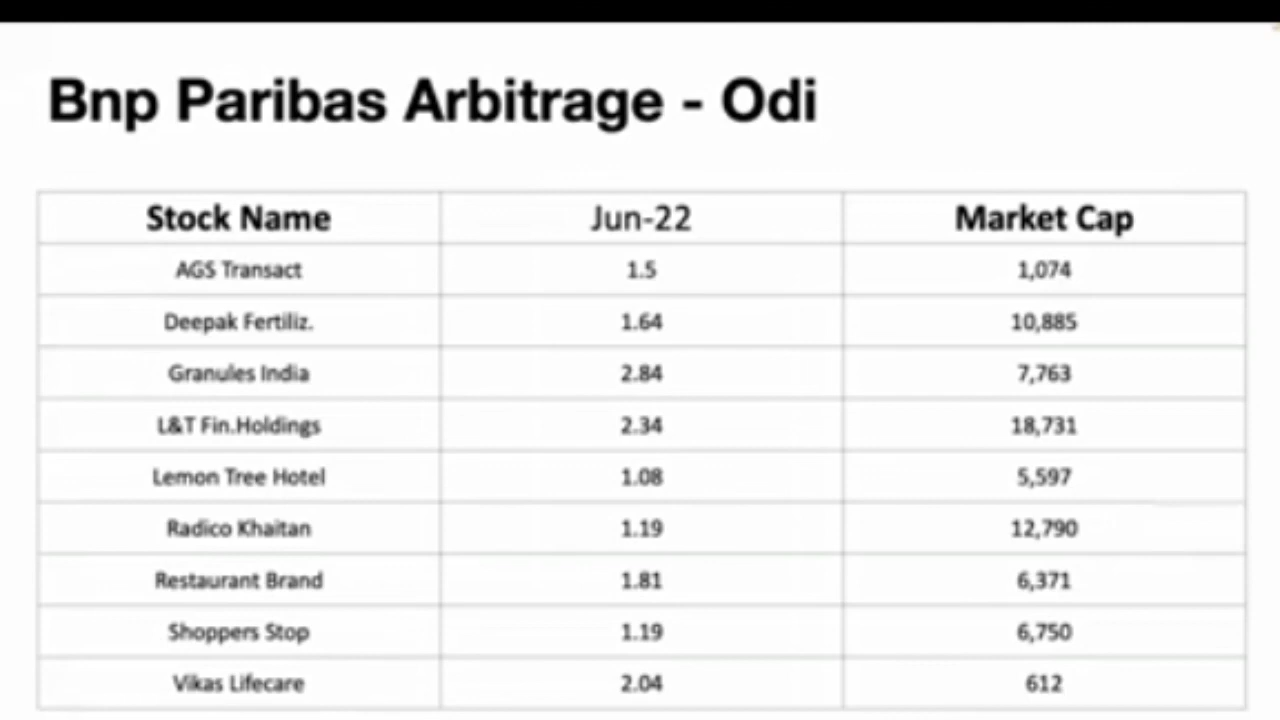 Bnp Paribas Arbitrage - Odi
Stock Name Jun-22 Market Cap
AGS Transact 1.5 1,074
Deepak Fertiliz. 1.64 10,885
Granules India 2.84 7,763
L&T Fin.Holdings 2.34 18,731
Lemon Tree Hotel 1.08 5,597
Radico Khaitan 1.19 12,790
Restaurant Brand 1.81 6,371
Shoppers Stop 1.19 6,750
Vikas Lifecare 2.04 612